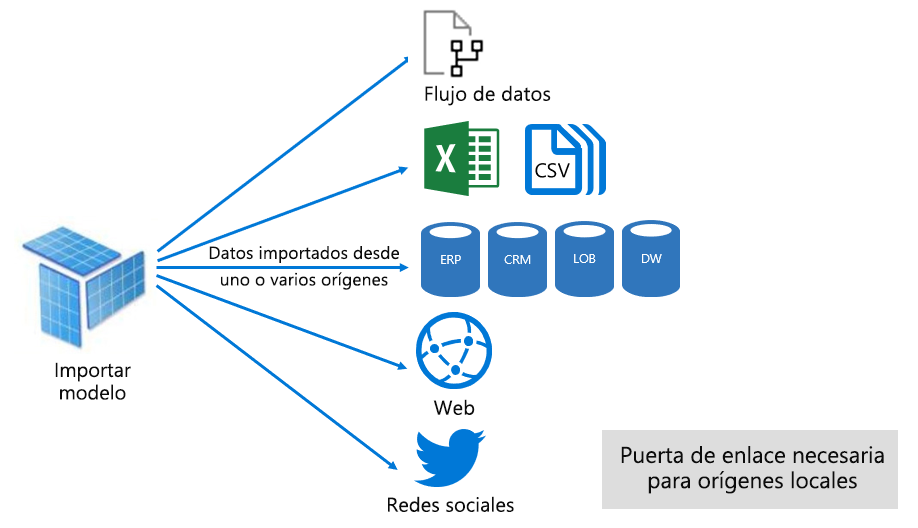 Flujo de datos
X
CSV
Datos importados desde
uno o varios orígenes
ERP
CRM
LOB
DW
Importar
modelo
Web
Redes sociales
Puerta de enlace necesaria
para orígenes locales